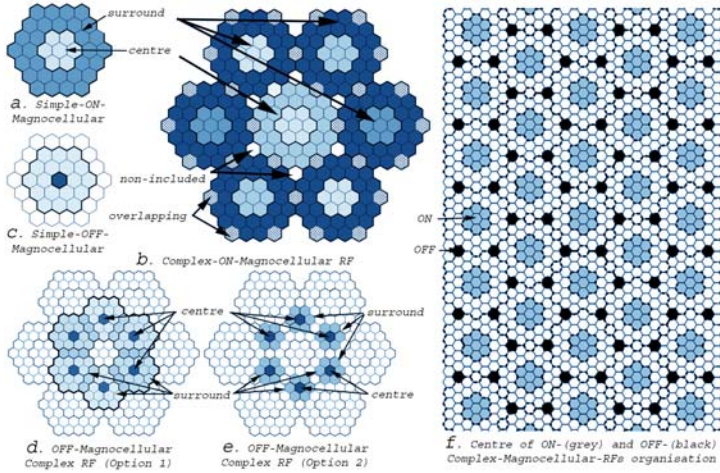 surround
centre
a. Simple-ON-
Magnocellular
c. Simple-OFF-
Magnocellular
non-included
overlapping
b. Complex-ON-Magnocellular RF
centre
surround
surround
centre
d. OFF-Magnocellular
Complex RF (Option 1)
e. OFF-Magnocellular
Complex RF (Option 2)
ON
OFF
f. Centre of ON-(grey) and OFF-(black)
Complex-Magnocellular-RFs organisation